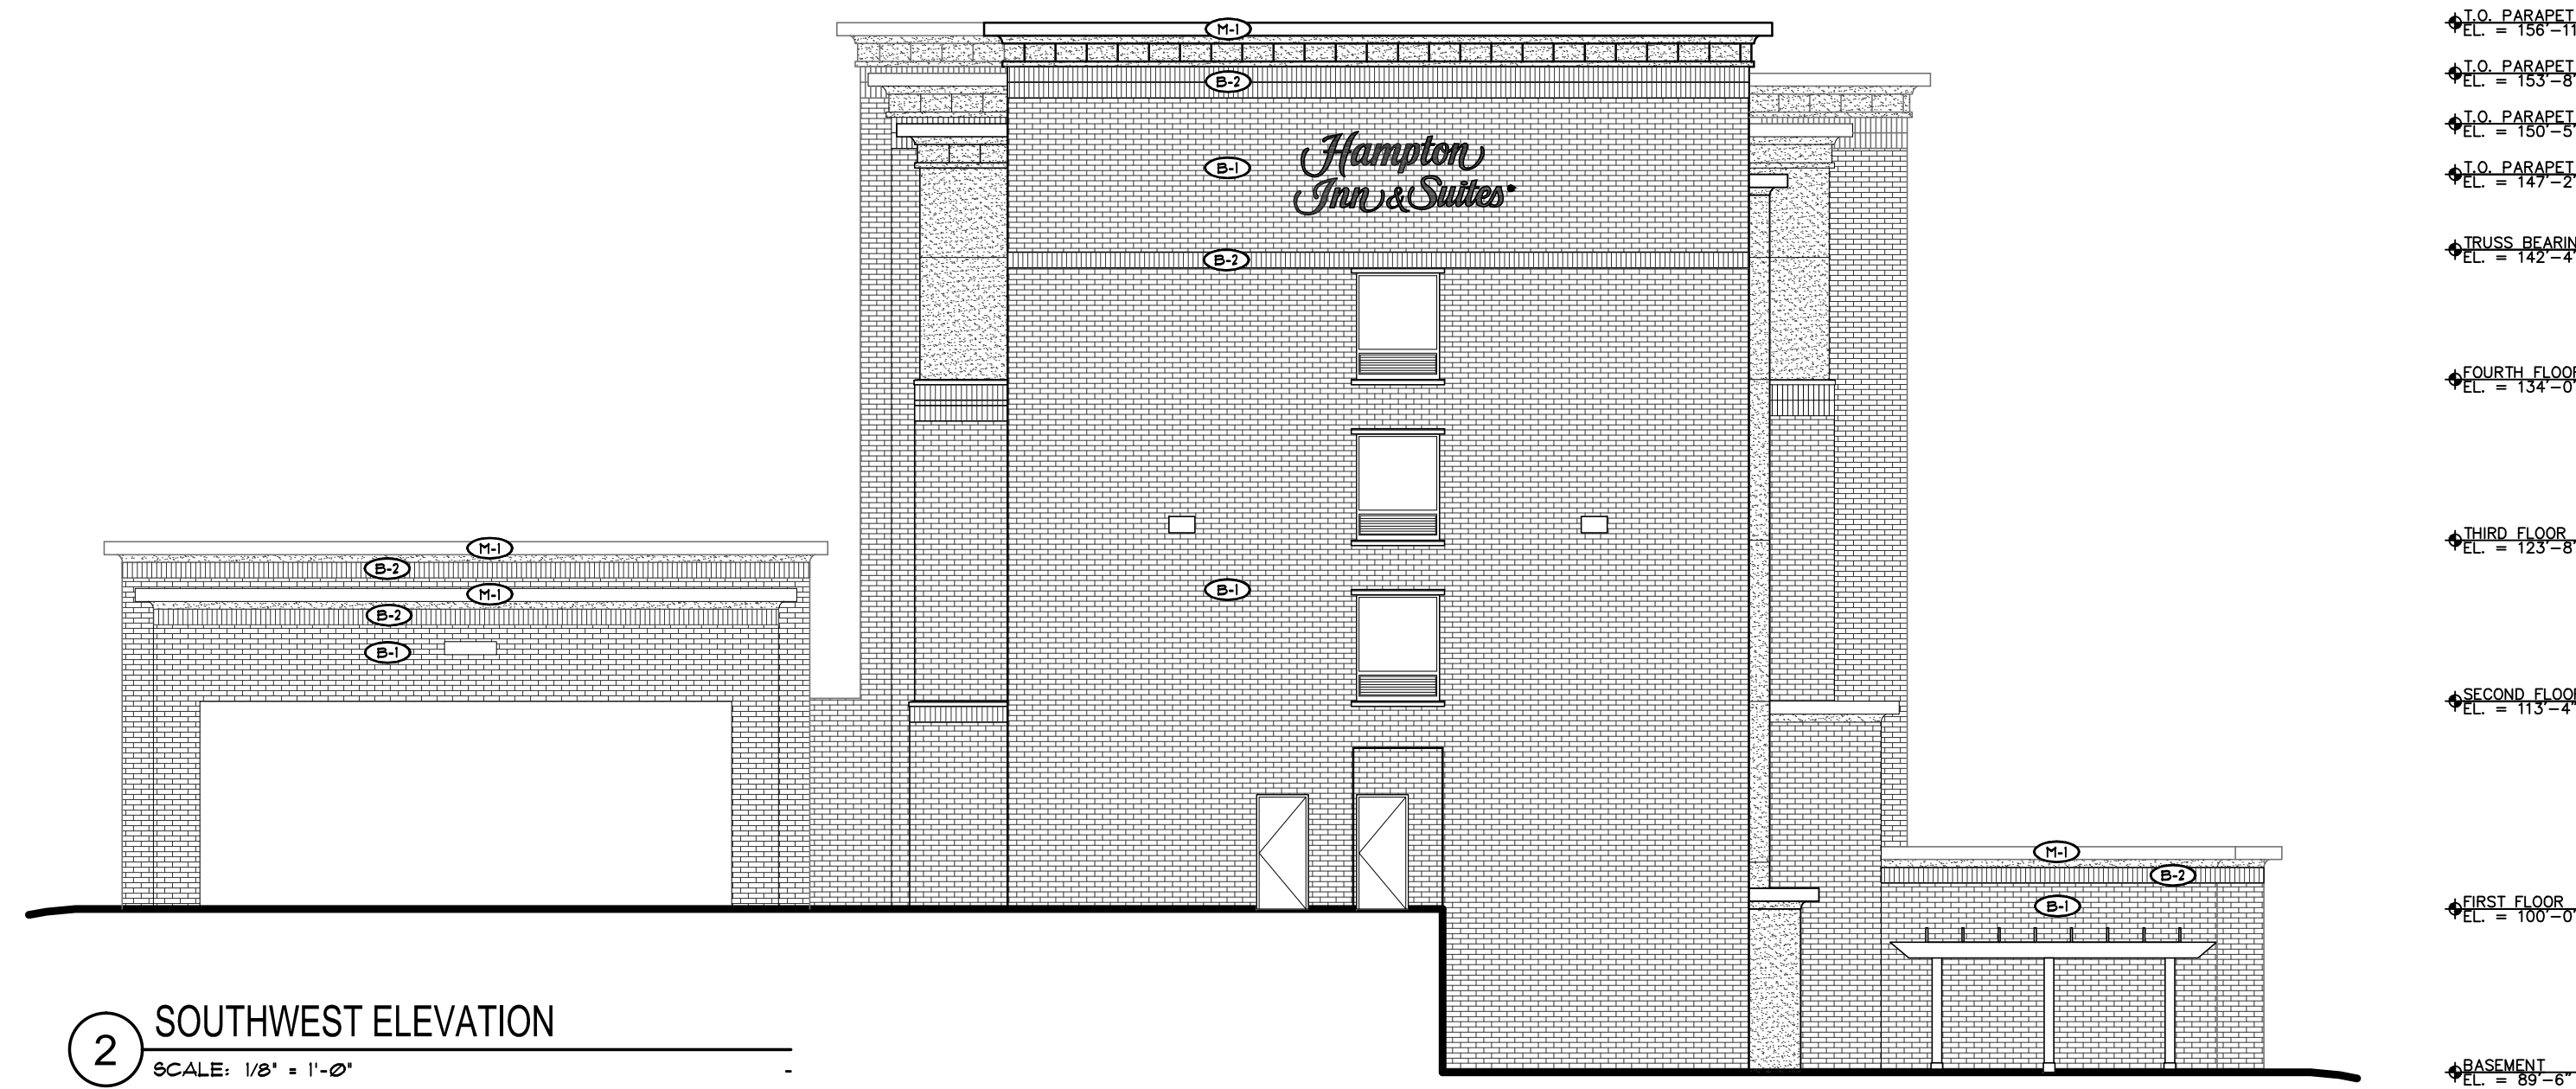 M-1
B-2
Hampton
Inn & Suites
B-1
B-2
B-1
M-1
B-2
M-1
B-2
B-1
M-1
B-2
B-1
T.O. PARAPET
EL. = 156'-11
T.O. PARAPET
EL. = 153'-8"
T.O. PARAPET
EL. = 150'-5"
T.O. PARAPET
EL. = 147'-2"
TRUSS BEARIN
EL. = 142'-4"
FOURTH FLOOR
EL. = 134'-0"
THIRD FLOOR
EL. = 123'-8"
SECOND FLOOR
EL. = 113'-4"
FIRST FLOOR
EL. = 100'-0"
BASEMENT
EL. = 89'-6"
2
SOUTHWEST ELEVATION
SCALE: 1/8" = 1'-0"
-